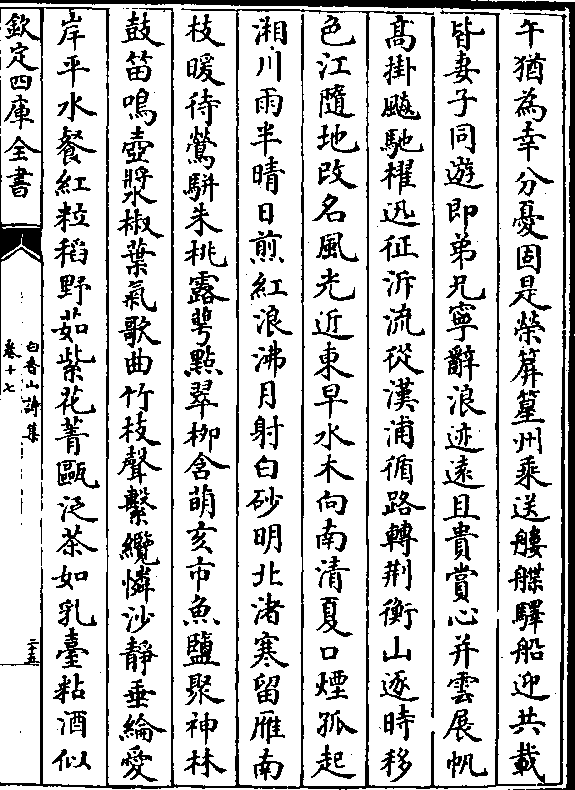 午猶為幸分憂固是榮篺篁州乘送艛艓驛船迎共載
皆妻子同遊即弟兄寧辭浪迹遠且貴賞心并雲展帆
髙掛飈馳櫂迅征泝流從漢浦循路轉荆衡山逐時移
色江隨地改名風光近東早水木向南清夏口煙孤起
湘川雨半晴日煎紅浪沸月射白砂明北渚寒留雁南
枝暖待鶯駢朱桃露萼點翠柳含萌亥市魚鹽聚神林
鼓笛鳴壺漿椒葉氣歌曲竹枝聲繫纜憐沙靜垂綸愛
岸平水餐紅粒稻野茹紫花菁甌泛茶如乳臺粘酒似
欽定四庫全書
白香山詩集
卷十七
二十五